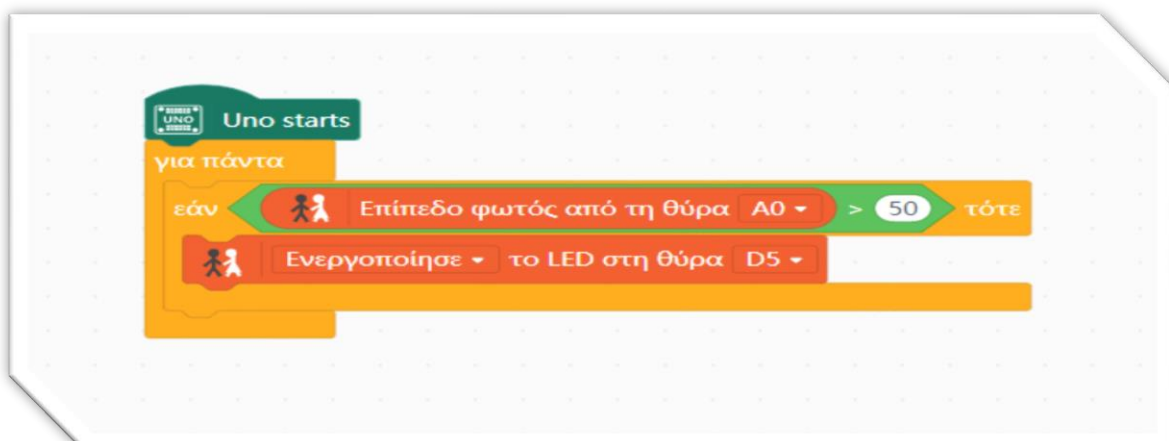 UNO Uno starts
για πάντα
εάν Επίπεδο φωτός από τη θύρα A0 > 50 τότε
Ενεργοποίησε το LED στη θύρα D5